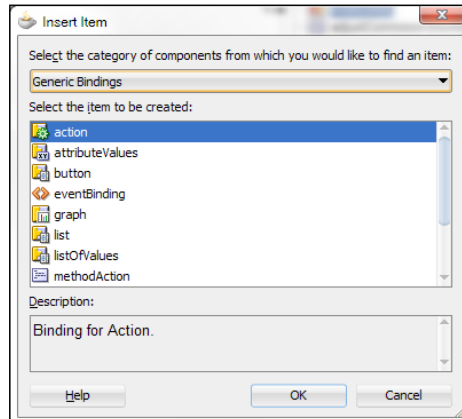 Insert Item
Select the category of components from which you would like to find an item:
Generic Bindings
Select the item to be created:
action
attributeValues
button
eventBinding
graph
list
listOfValues
methodAction
Description:
Binding for Action.
Help OK Cancel